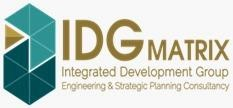 IDG MATRIX
Integrated Development Group
Engineering & Strategic Planning Consultancy